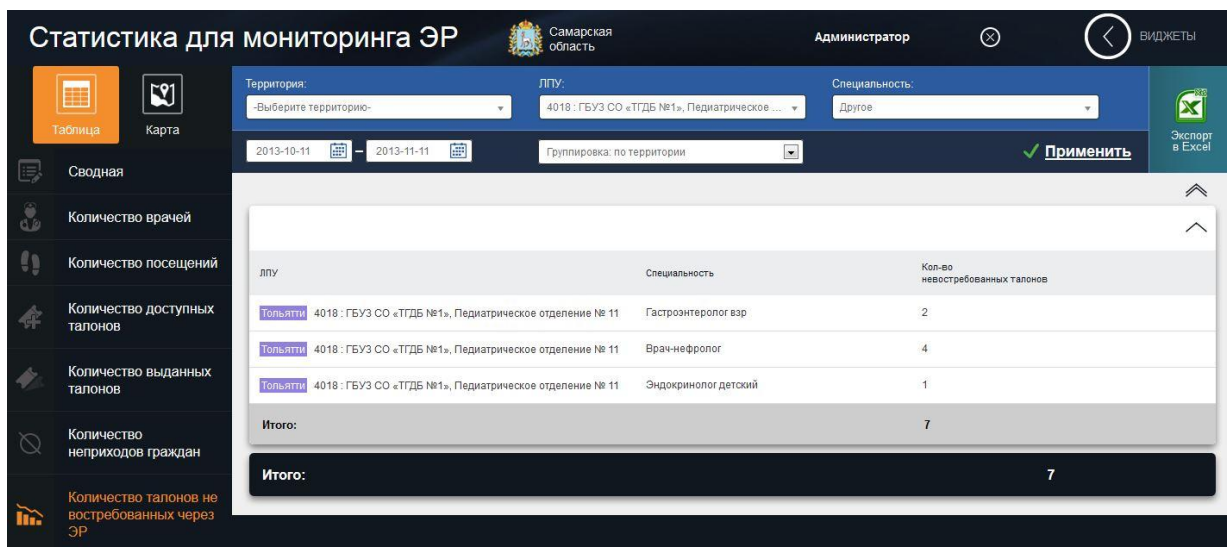 Статистика для мониторинга ЭР
Самарская
область
Администратор
ВИДЖЕТЫ
Таблица
Карта
Территория:
-Выберите территорию-
ЛПУ:
4018 : ГБУЗ СО «ТГДБ №1», Педиатрическое ...
Специальность:
Другое
Экспорт
в Excel
2013-10-11 – 2013-11-11
Группировка: по территории
Применить
Сводная
Количество врачей
Количество посещений
Количество доступных
талонов
Количество выданных
талонов
Количество
неприходов граждан
Количество талонов не
востребованных через
ЭР
ЛПУ
Специальность
Кол-во
невостребованных талонов
Тольятти 4018 : ГБУЗ СО «ТГДБ №1», Педиатрическое отделение № 11 Гастроэнтеролог взр 2
Тольятти 4018 : ГБУЗ СО «ТГДБ №1», Педиатрическое отделение № 11 Врач-нефролог 4
Тольятти 4018 : ГБУЗ СО «ТГДБ №1», Педиатрическое отделение № 11 Эндокринолог детский 1
Итого: 7
Итого: 7